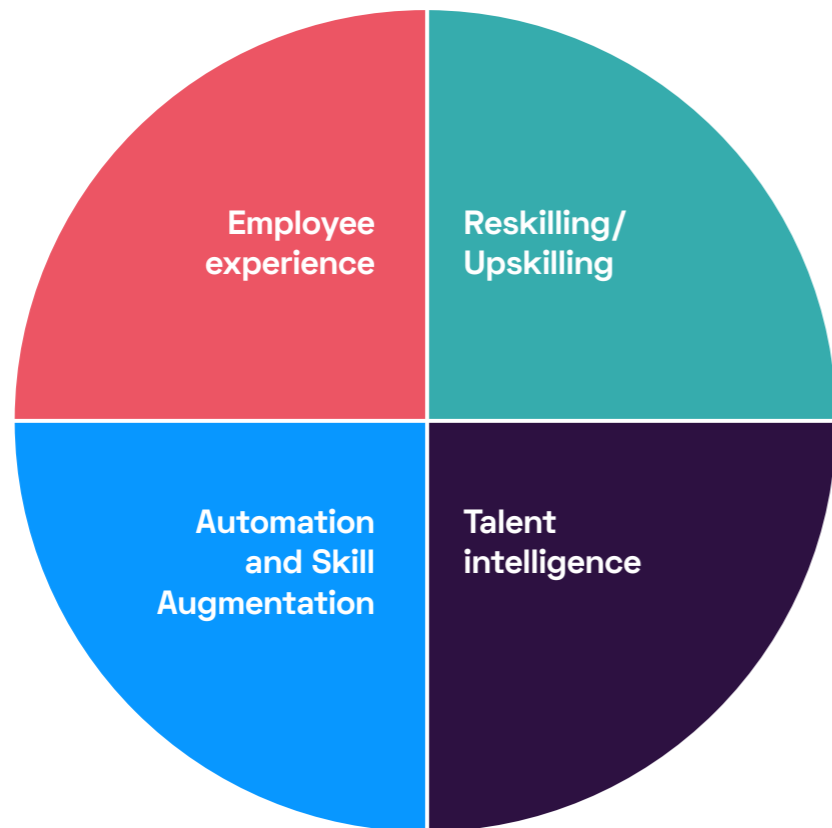 Employee
experience
Reskilling/
Upskilling
Automation
and Skill
Augmentation
Talent
intelligence